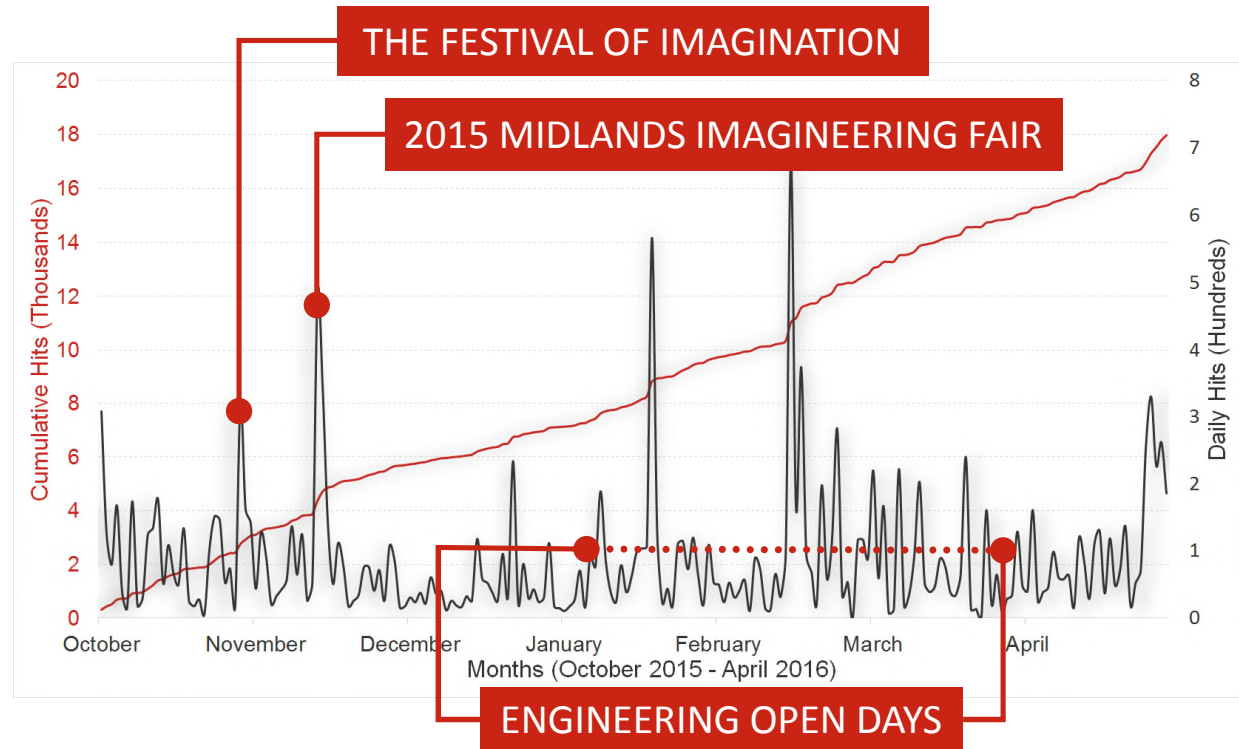 THE FESTIVAL OF IMAGINATION
2015 MIDLANDS IMAGINEERING FAIR
Cumulative Hits (Thousands)
20
18
16
14
12
10
8
6
4
2
0
Daily Hits (Hundreds)
8
7
6
5
4
3
2
1
0
October November December January February March April
Months (October 2015 - April 2016)
ENGINEERING OPEN DAYS